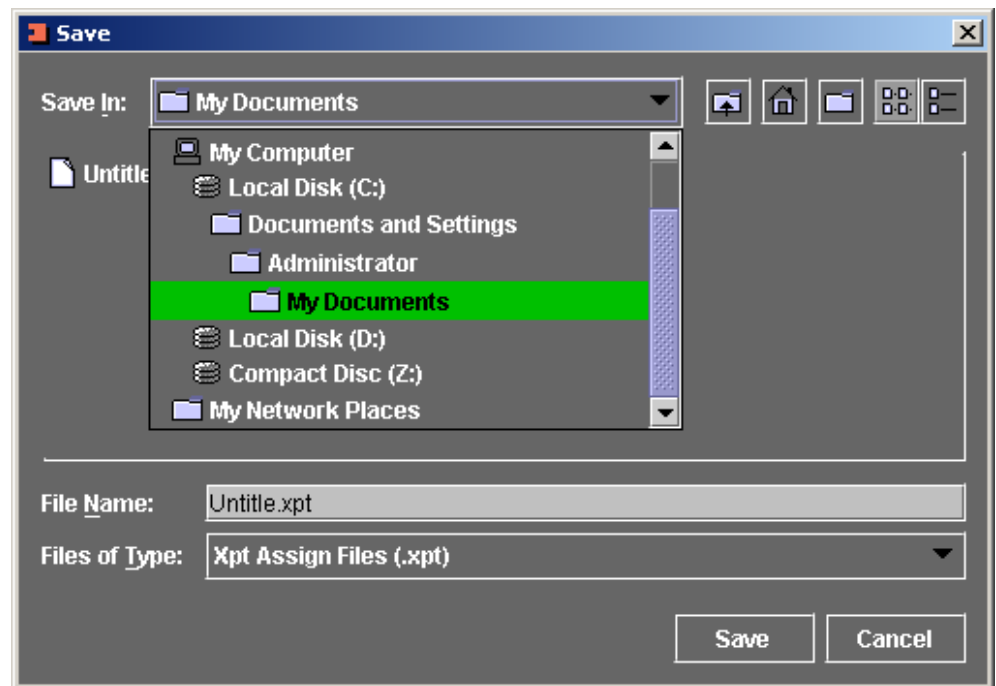 Save
Save In: My Documents
My Computer
Untitle
Local Disk (C:)
Documents and Settings
Administrator
My Documents
Local Disk (D:)
Compact Disc (Z:)
My Network Places
File Name: Untitle.xpt
Files of Type: Xpt Assign Files (.xpt)
Save Cancel